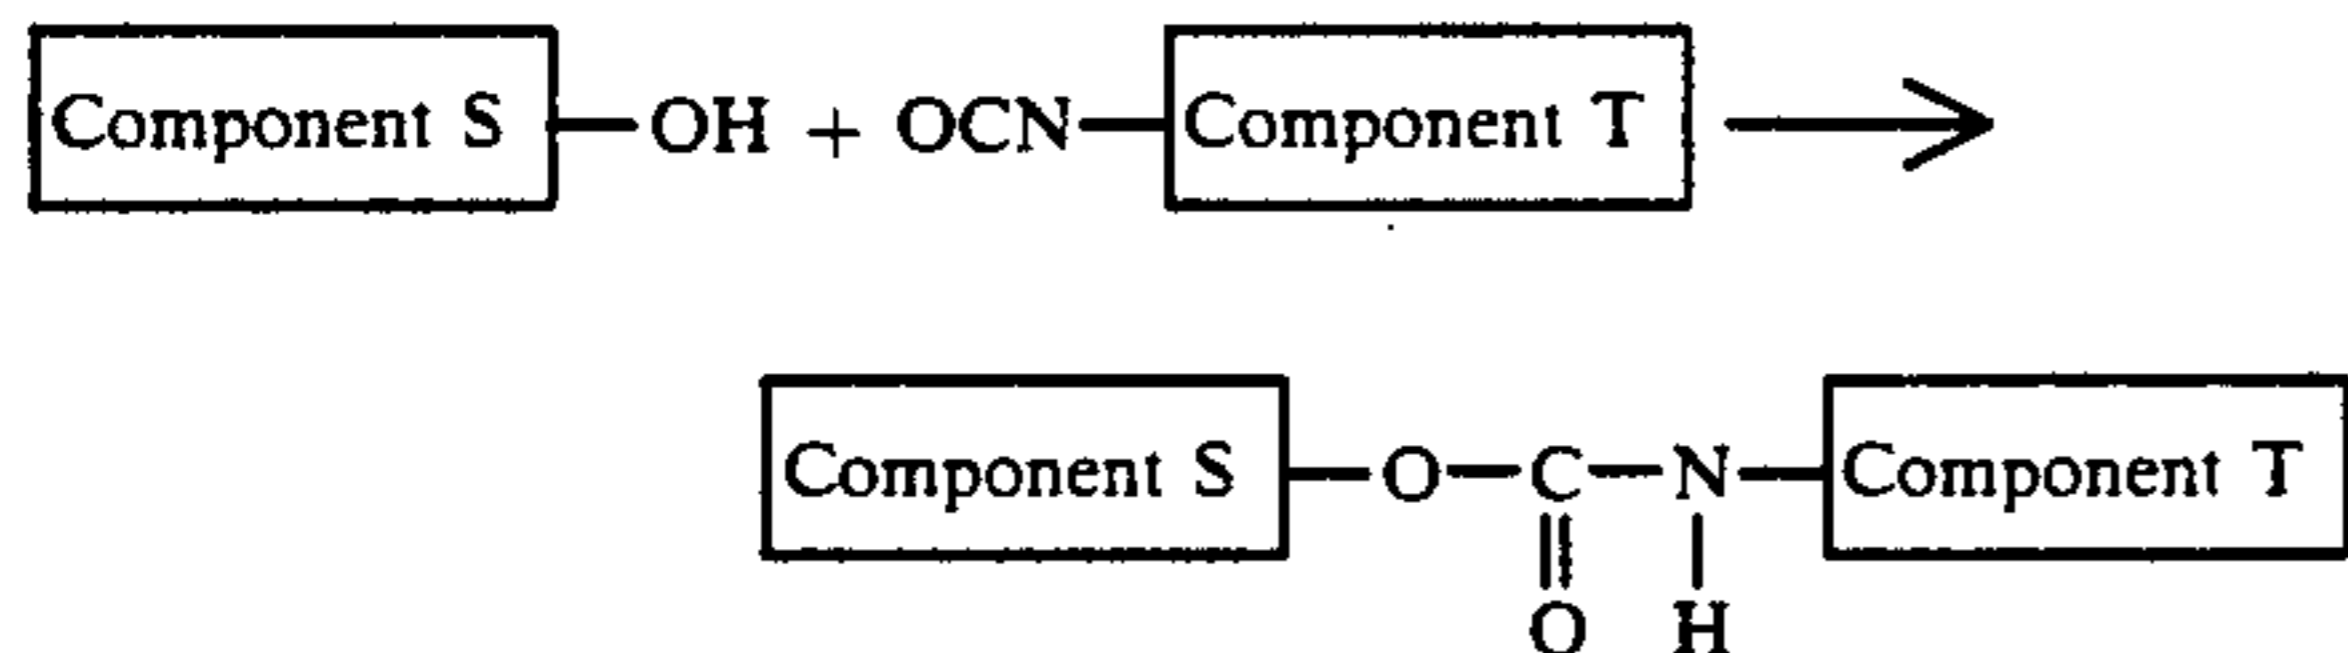 Component S—OH + OCN—Component T
Component S—O—C—N—Component T
O H